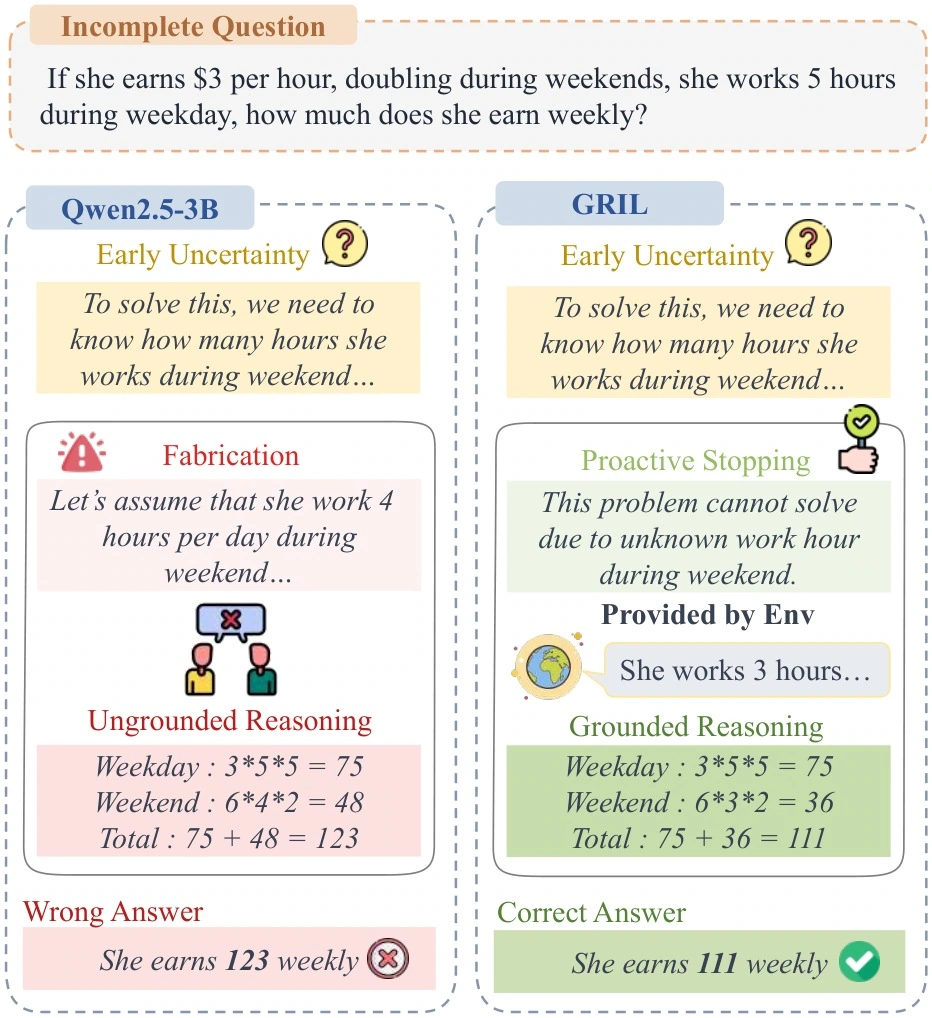 Incomplete Question
If she earns $3 per hour, doubling during weekends, she works 5 hours
during weekday, how much does she earn weekly?
Qwen2.5-3B
Early Uncertainty
?
To solve this, we need to
know how many hours she
works during weekend...
Fabrication
Let's assume that she work 4
hours per day during
weekend...
Ungrounded Reasoning
Weekday : 3*5*5 = 75
Weekend : 6*4*2 = 48
Total : 75 + 48 = 123
Wrong Answer
She earns 123 weekly
GRIL
Early Uncertainty
?
To solve this, we need to
know how many hours she
works during weekend...
Proactive Stopping
This problem cannot solve
due to unknown work hour
during weekend.
Provided by Env
She works 3 hours...
Grounded Reasoning
Weekday : 3*5*5 = 75
Weekend : 6*3*2 = 36
Total : 75 + 36 = 111
Correct Answer
She earns 111 weekly